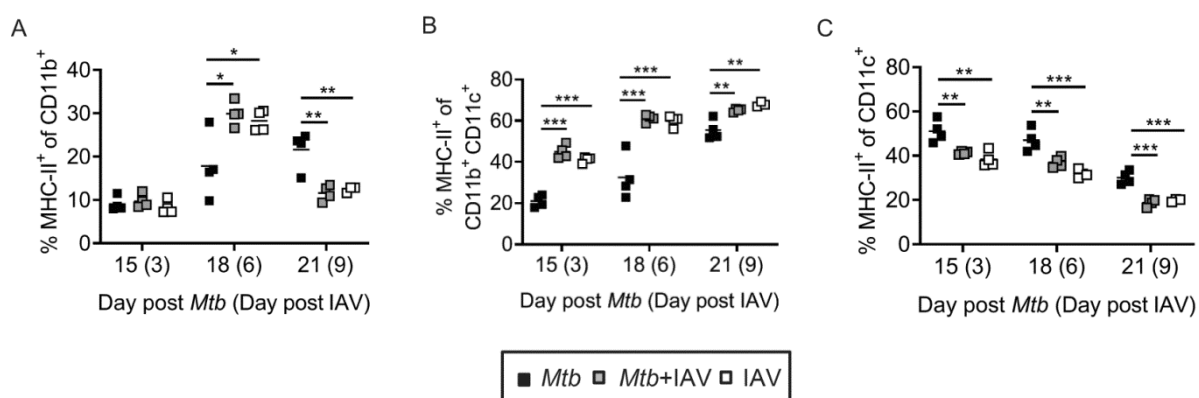 A
% MHC-II⁺ of CD11b⁺
40
30
20
10
0
*
*
**
**
15 (3) 18 (6) 21 (9)
Day post Mtb (Day post IAV)
B
% MHC-II⁺ of
CD11b⁺ CD11c⁺
80
60
40
20
0
***
***
***
***
**
**
15 (3) 18 (6) 21 (9)
Day post Mtb (Day post IAV)
C
% MHC-II⁺ of CD11c⁺
80
60
40
20
0
**
**
***
**
***
***
15 (3) 18 (6) 21 (9)
Day post Mtb (Day post IAV)
Mtb Mtb+IAV IAV